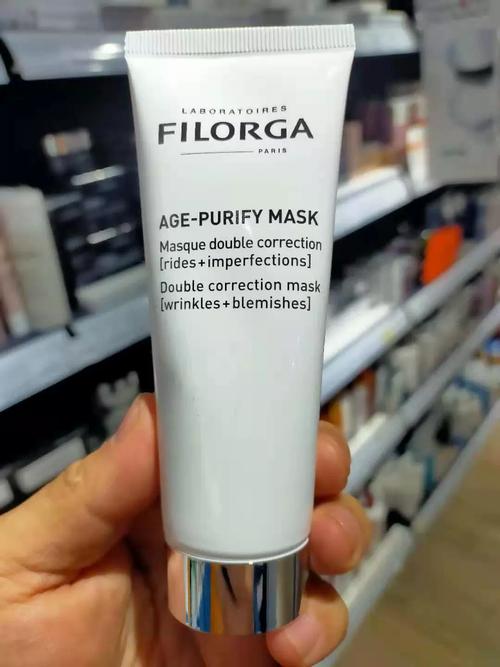 LABORATOIRES
FILORGA
PARIS
AGE-PURIFY MASK
Masque double correction
[rides+imperfections]
Double correction mask
[wrinkles+blemishes]